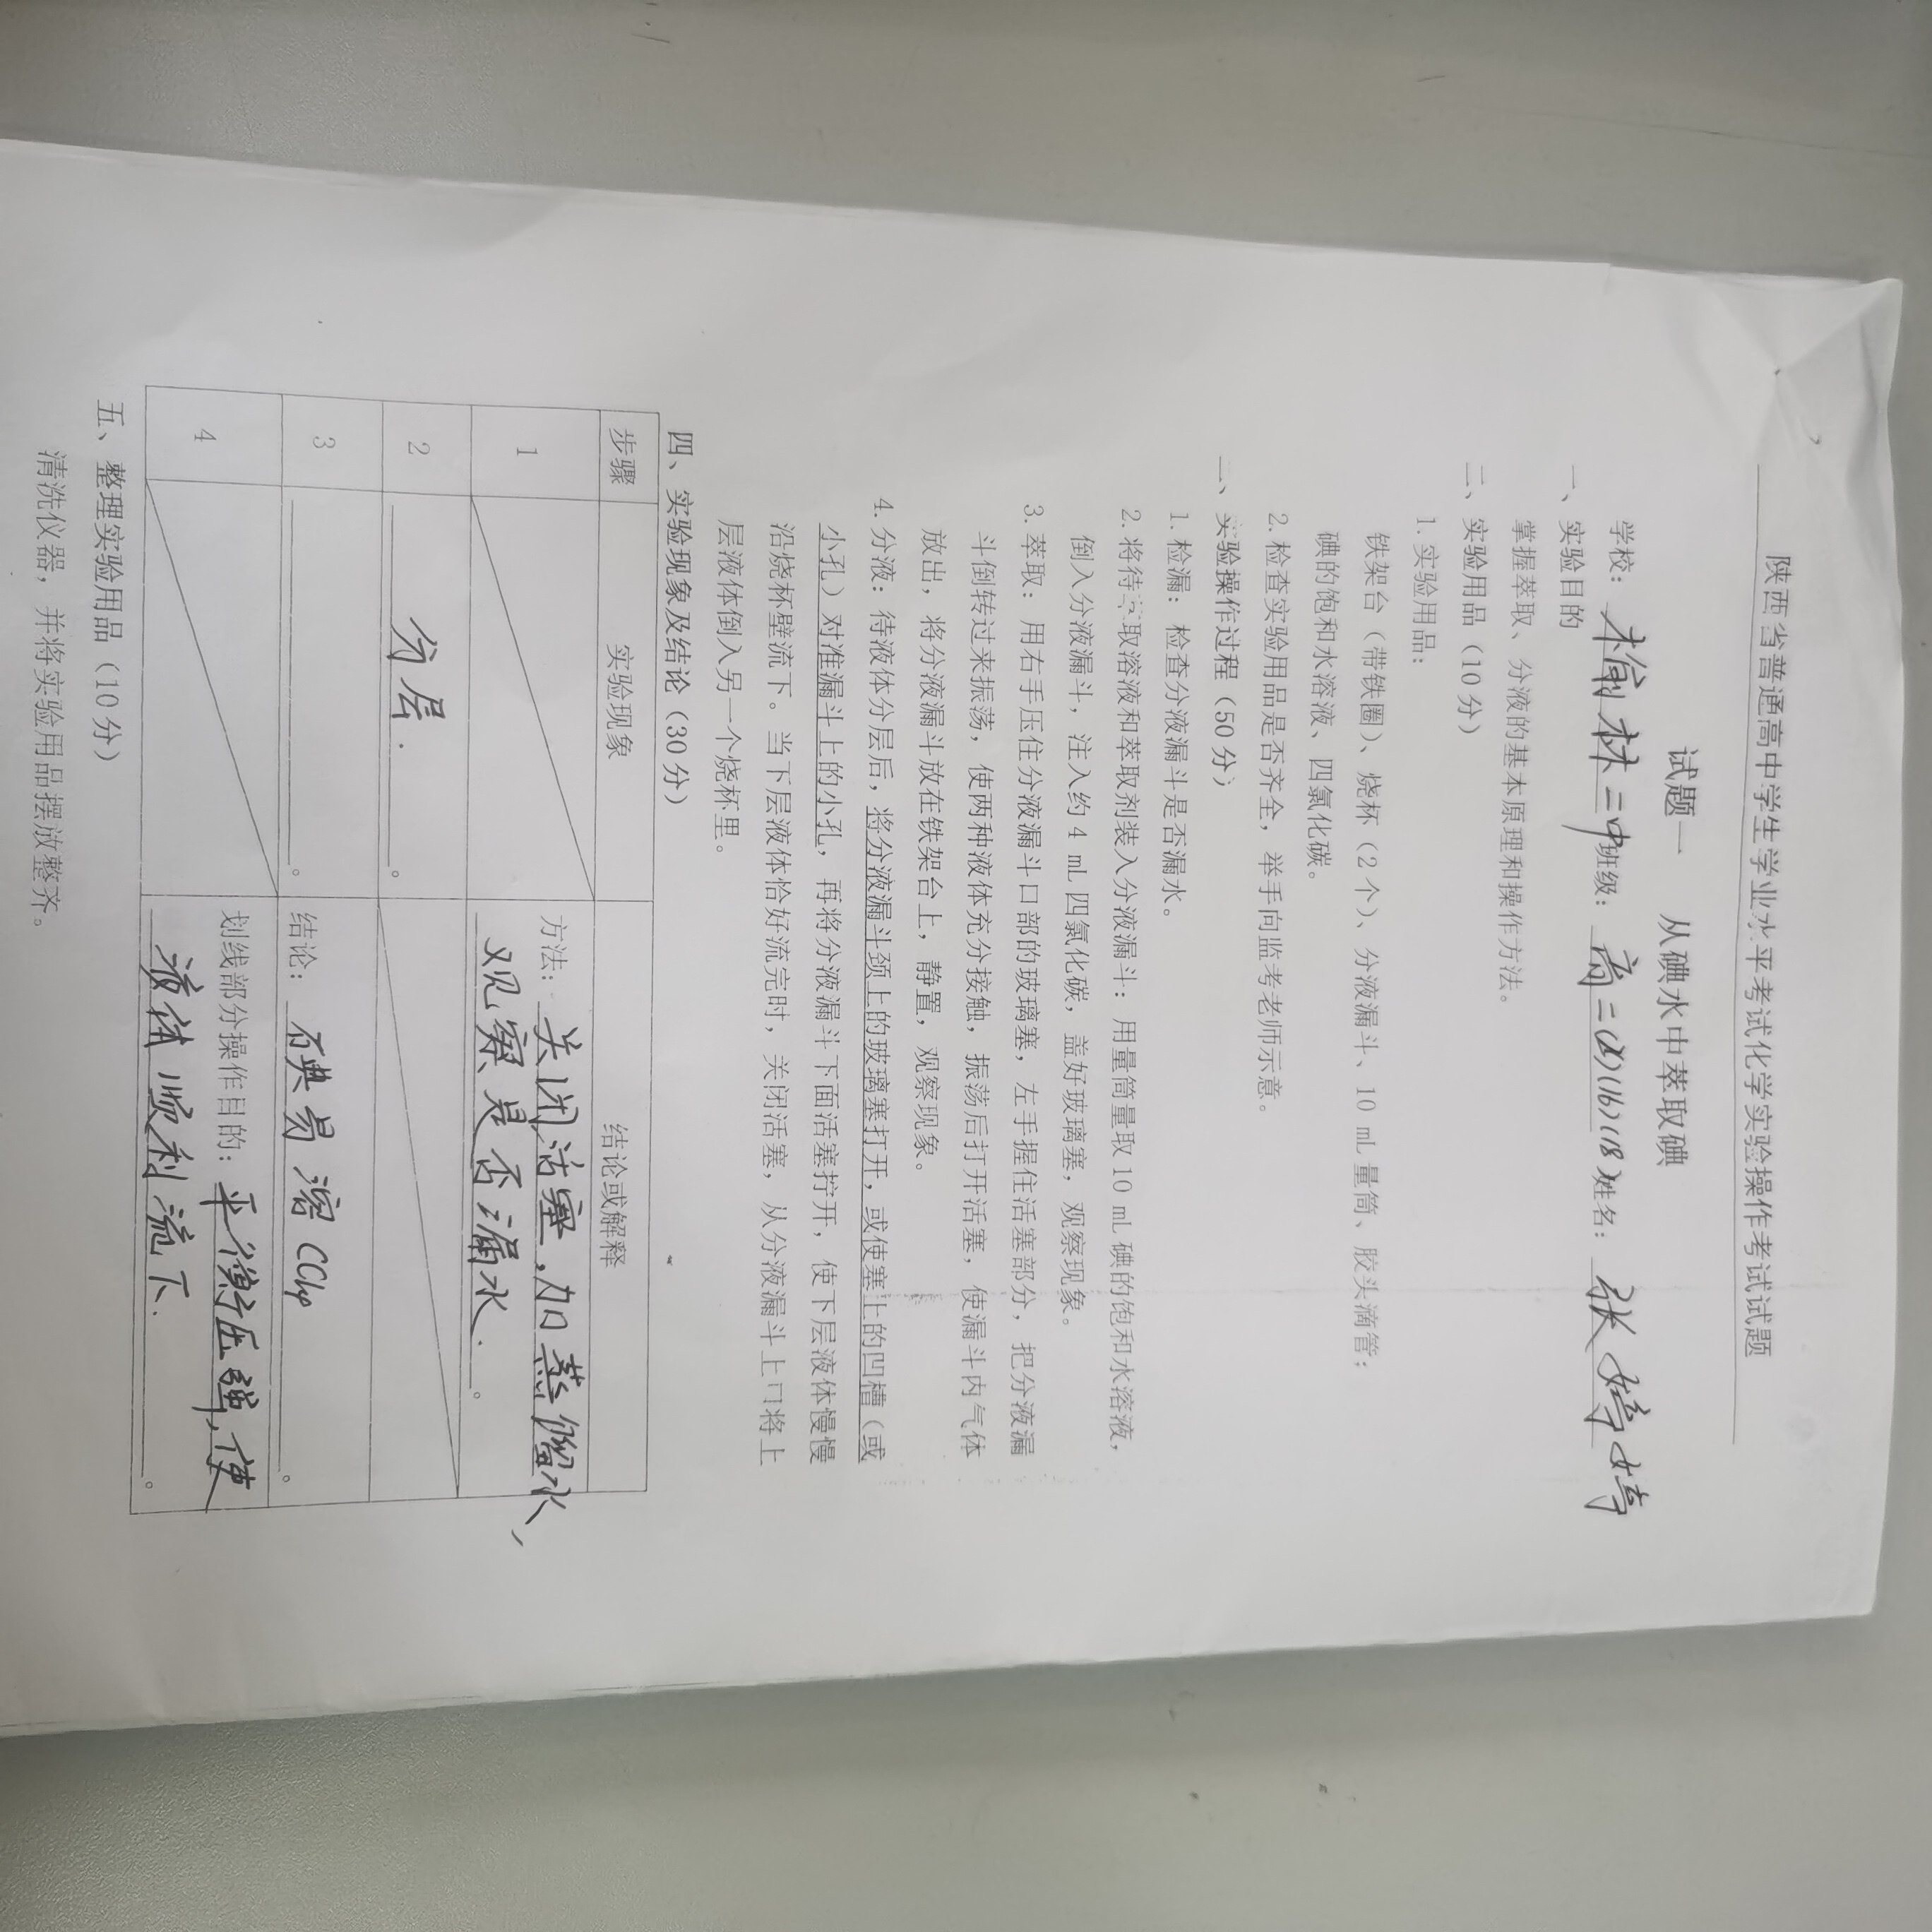 陕西省普通高中学生学业水平考试化学实验操作考试试题
试题一 从碘水中萃取碘
学校：榆林二中班级：高二(16)(18)姓名：张婷婷
一、实验目的
掌握萃取、分液的基本原理和操作方法。
二、实验用品（10分）
1.实验用品：
铁架台（带铁圈）、烧杯（2个）、分液漏斗、10 mL量筒、胶头滴管；
碘的饱和水溶液、四氯化碳。
2.检查实验用品是否齐全，举手向监考老师示意。
三、实验操作过程（50分）
1.检漏：检查分液漏斗是否漏水。
2.将待萃取溶液和萃取剂装入分液漏斗：用量筒量取10 mL碘的饱和水溶液，
倒入分液漏斗，注入约4 mL四氯化碳，盖好玻璃塞，观察现象。
3.萃取：用右手压住分液漏斗口部的玻璃塞，左手握住活塞部分，把分液漏
斗倒转过来振荡，使两种液体充分接触，振荡后打开活塞，使漏斗内气体
放出，将分液漏斗放在铁架台上，静置，观察现象。
4.分液：待液体分层后，将分液漏斗颈上的玻璃塞打开，或使塞上的凹槽（或
小孔）对准漏斗上的小孔，再将分液漏斗下面活塞拧开，使下层液体慢慢
沿烧杯壁流下。当下层液体恰好流完时，关闭活塞，从分液漏斗上口将上
层液体倒入另一个烧杯里。
四、实验现象及结论（30分）
步骤 实验现象 结论或解释
1 方法：关闭活塞，加蒸馏水，
观察是否漏水.。
2 分层.。
3 。 结论：碘易溶CCl4。
4 划线部分操作目的：平衡压强，使
液体顺利流下.。
五、整理实验用品（10分）
清洗仪器，并将实验用品摆放整齐。